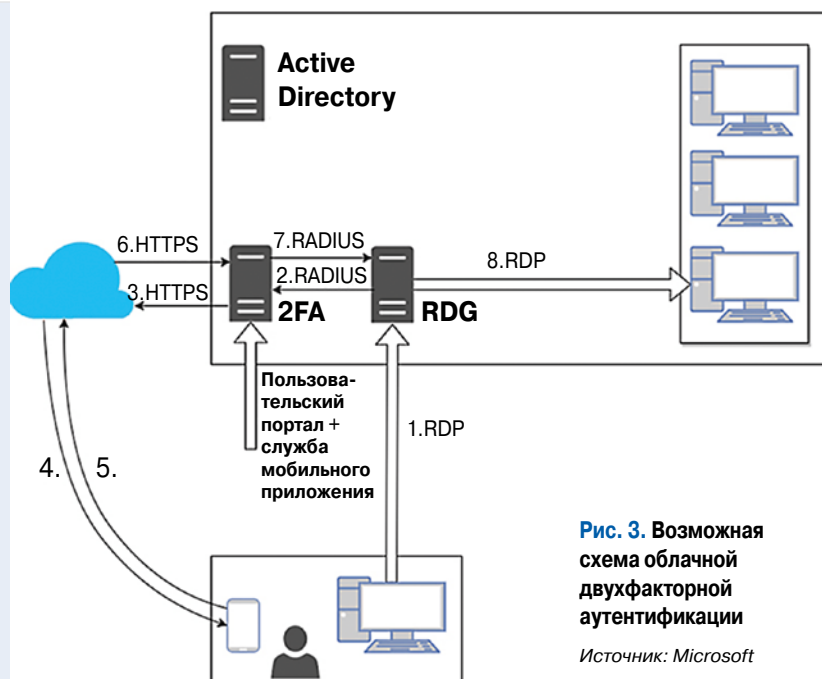 Active
Directory
6.HTTPS
7.RADIUS
8.RDP
3.HTTPS
2.RADIUS
2FA
RDG
Пользова-
тельский
портал +
служба
мобильного
приложения
1.RDP
4.
5.
Рис. 3. Возможная
схема облачной
двухфакторной
аутентификации
Источник: Microsoft